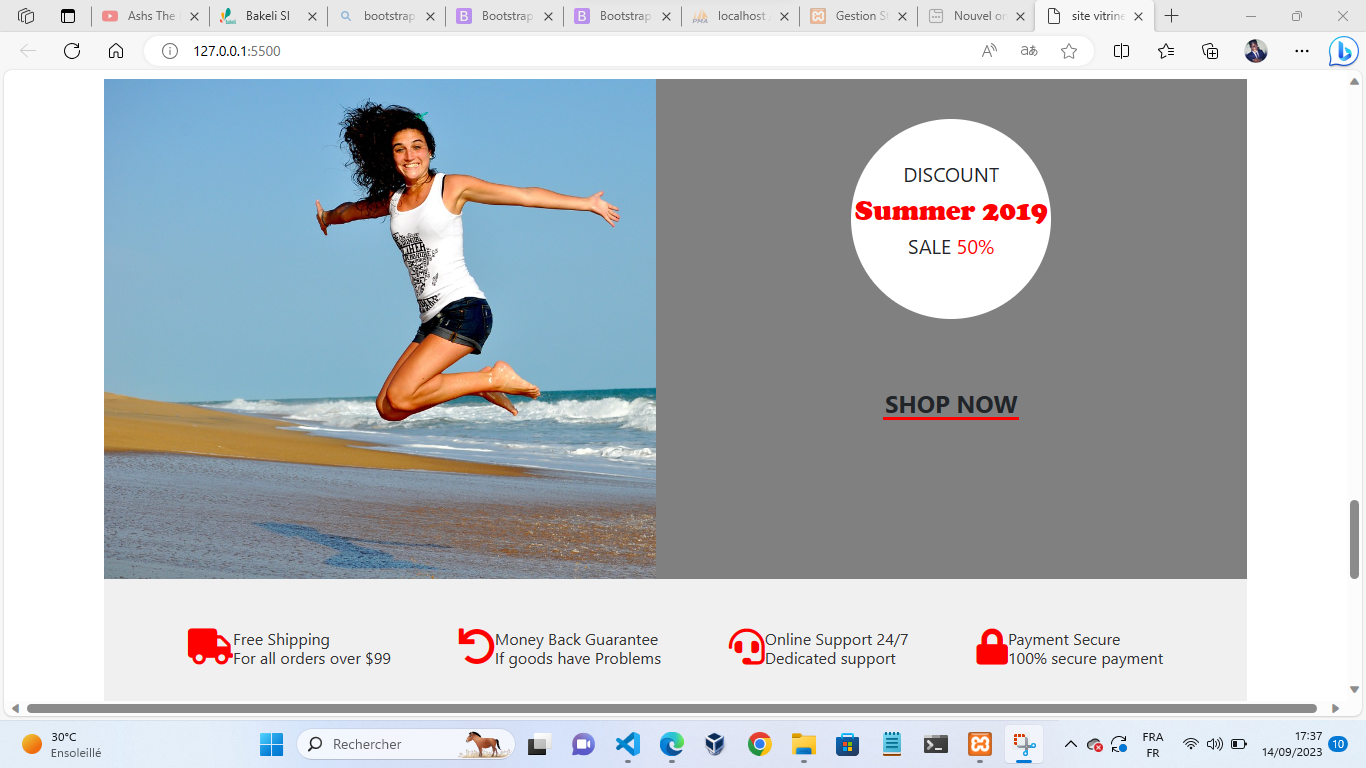 Ashs The
Bakeli SI
bootstrap
Bootstrap
Bootstrap
localhost
Gestion S
Nouvel on
site vitrine
127.0.0.1:5500
DISCOUNT
Summer 2019
SALE 50%
SHOP NOW
Free Shipping
For all orders over $99
Money Back Guarantee
If goods have Problems
Online Support 24/7
Dedicated support
Payment Secure
100% secure payment
30°C
Ensoleillé
Rechercher
FRA
FR
17:37
14/09/2023
10